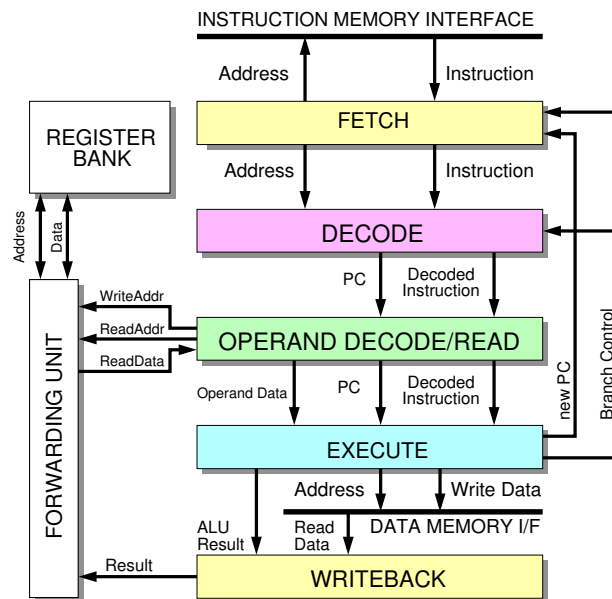 INSTRUCTION MEMORY INTERFACE
Address
Instruction
FETCH
REGISTER
BANK
Address
Instruction
Address
Data
DECODE
PC
Decoded
Instruction
WriteAddr
ReadAddr
ReadData
OPERAND DECODE/READ
Operand Data
PC
Decoded
Instruction
new PC
Branch Control
FORWARDING UNIT
EXECUTE
Address
Write Data
DATA MEMORY I/F
ALU
Result
Read
Data
Result
WRITEBACK